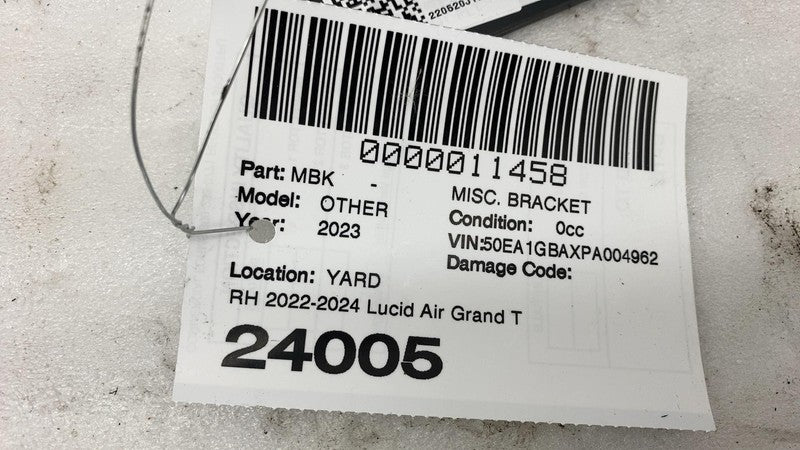 0000011458
Part: MBK -
MISC. BRACKET
Model: OTHER
Condition: 0cc
Year: 2023
VIN:50EA1GBAXPA004962
Damage Code:
Location: YARD
RH 2022-2024 Lucid Air Grand T
24005